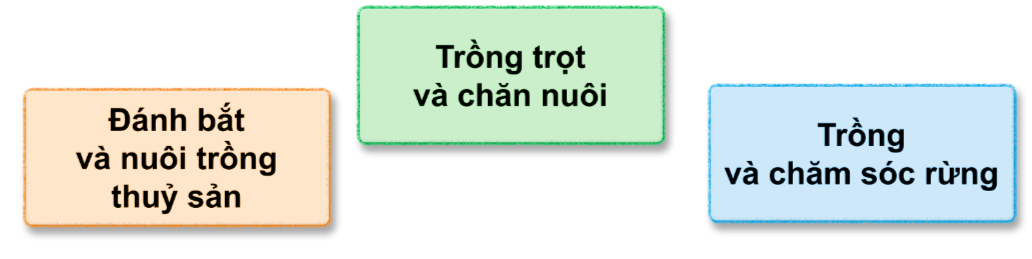 Trồng trọt
và chăn nuôi
Đánh bắt
và nuôi trồng
thuỷ sản
Trồng
và chăm sóc rừng